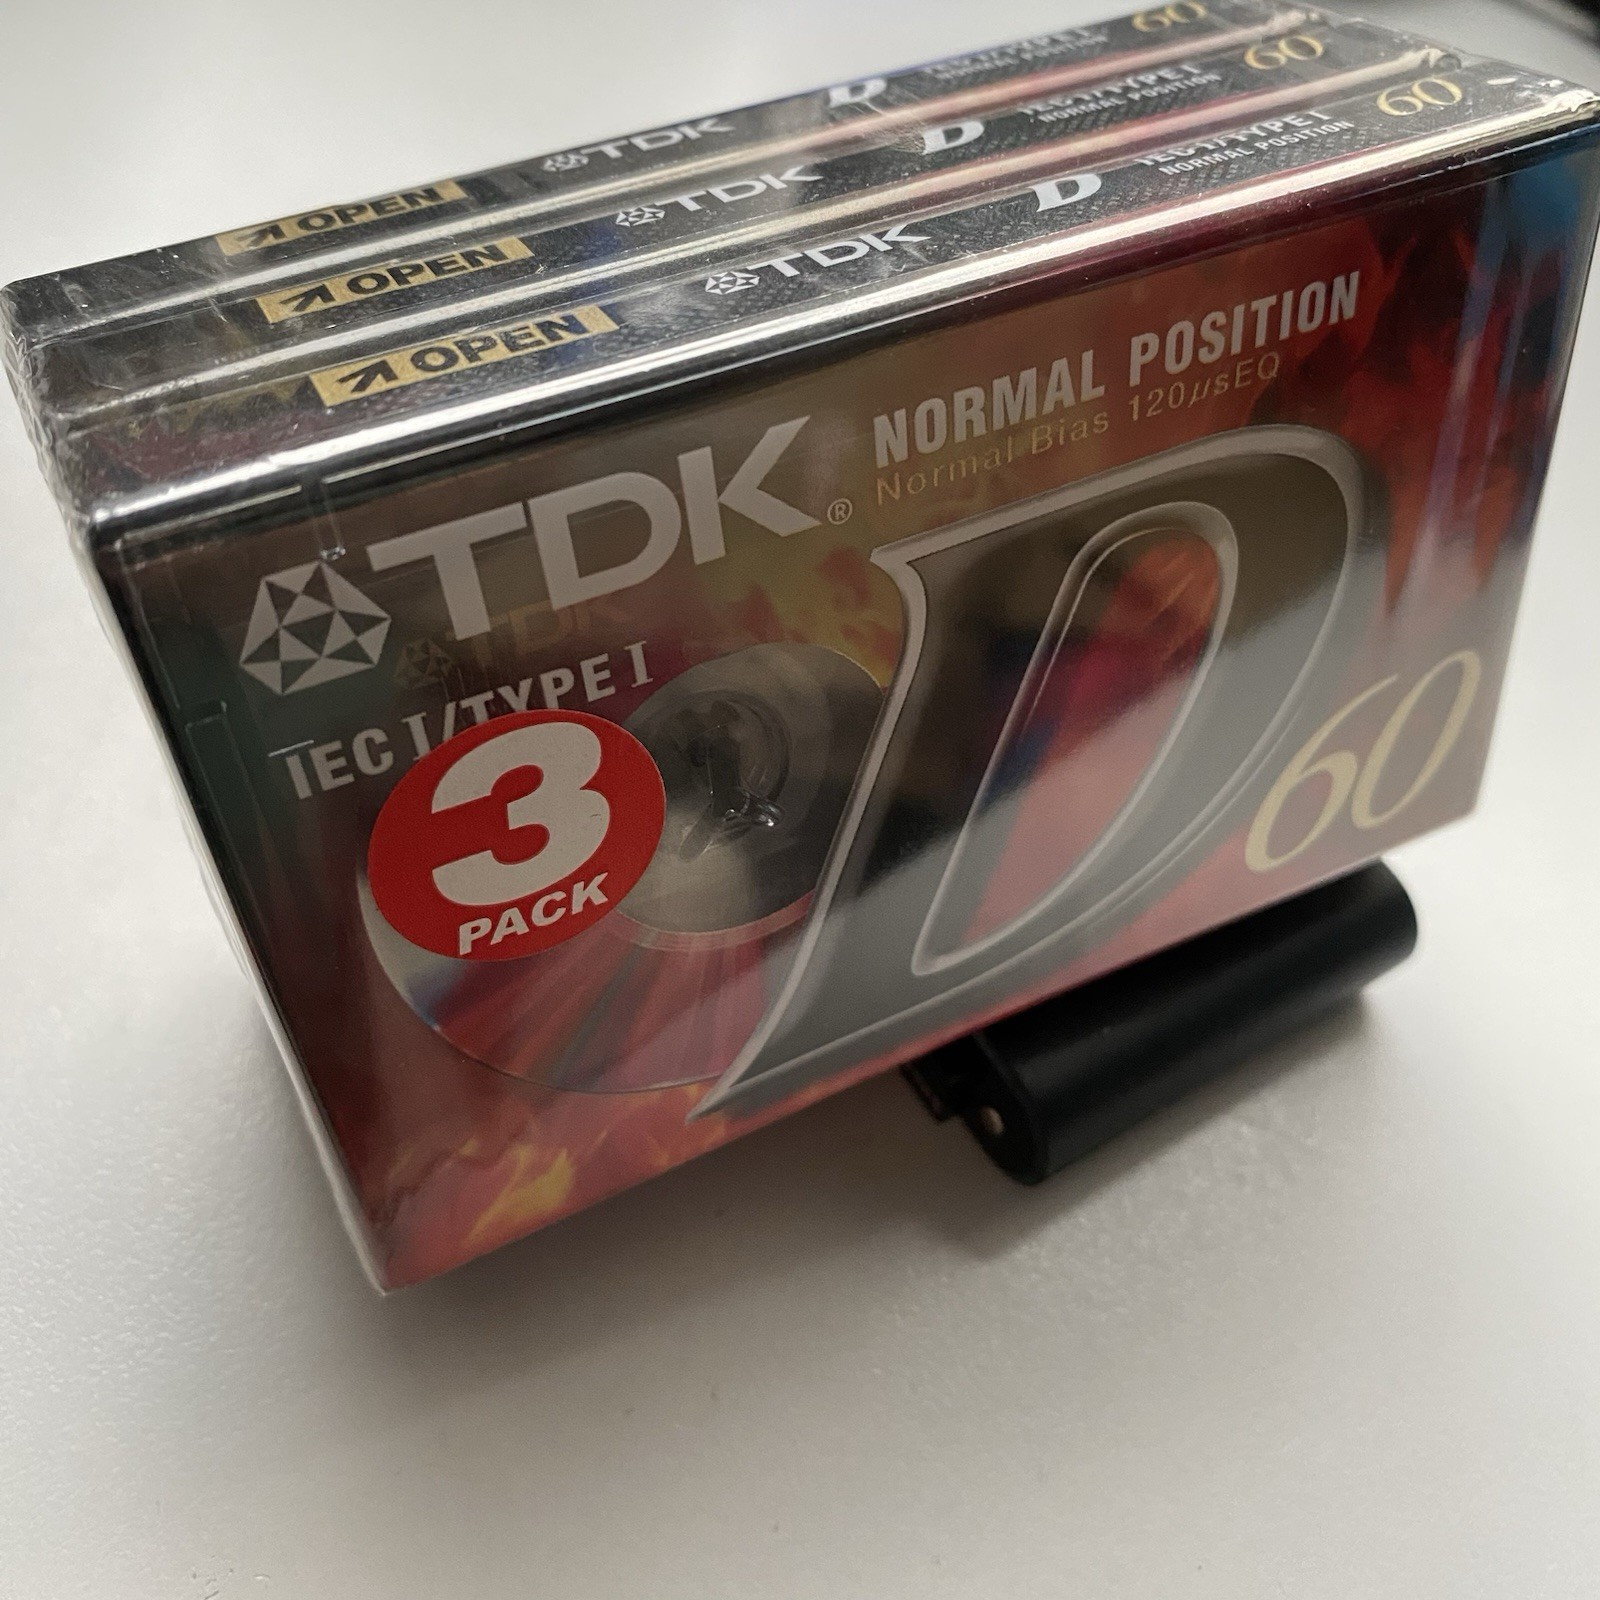 OPEN TDK D IEC I/TYPE I NORMAL POSITION 60
OPEN TDK D IEC I/TYPE I NORMAL POSITION 60
OPEN TDK D IEC I/TYPE I NORMAL POSITION 60
TDK®
NORMAL POSITION
Normal Bias 120μsEQ
TDK
IEC I/TYPE I
D
60
3
PACK